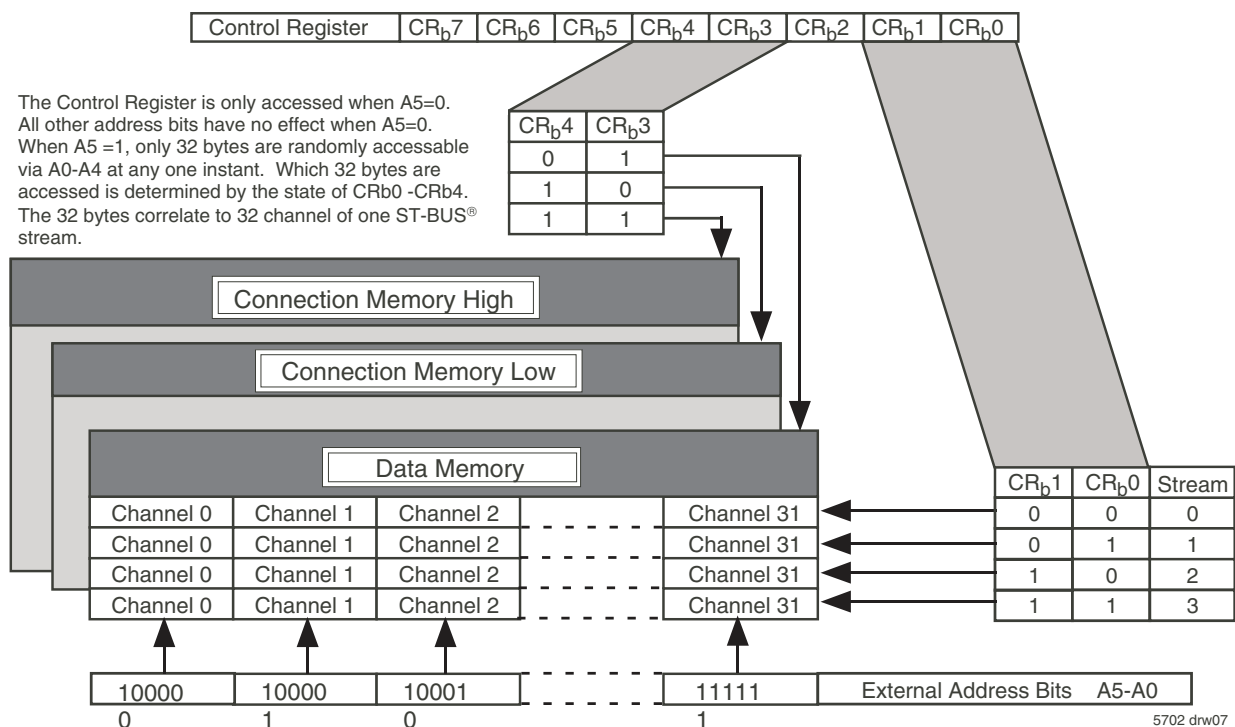 Control Register CRb7 CRb6 CRb5 CRb4 CRb3 CRb2 CRb1 CRb0
The Control Register is only accessed when A5=0.
All other address bits have no effect when A5=0.
When A5 =1, only 32 bytes are randomly accessable
via A0-A4 at any one instant. Which 32 bytes are
accessed is determined by the state of CRb0 -CRb4.
The 32 bytes correlate to 32 channel of one ST-BUS®
stream.
CRb4 CRb3
0 1
1 0
1 1
Connection Memory High
Connection Memory Low
Data Memory
CRb1 CRb0 Stream
Channel 0 Channel 1 Channel 2 Channel 31 0 0 0
Channel 0 Channel 1 Channel 2 Channel 31 0 1 1
Channel 0 Channel 1 Channel 2 Channel 31 1 0 2
Channel 0 Channel 1 Channel 2 Channel 31 1 1 3
10000 10000 10001 11111 External Address Bits A5-A0
0 1 0 1
5702 drw07